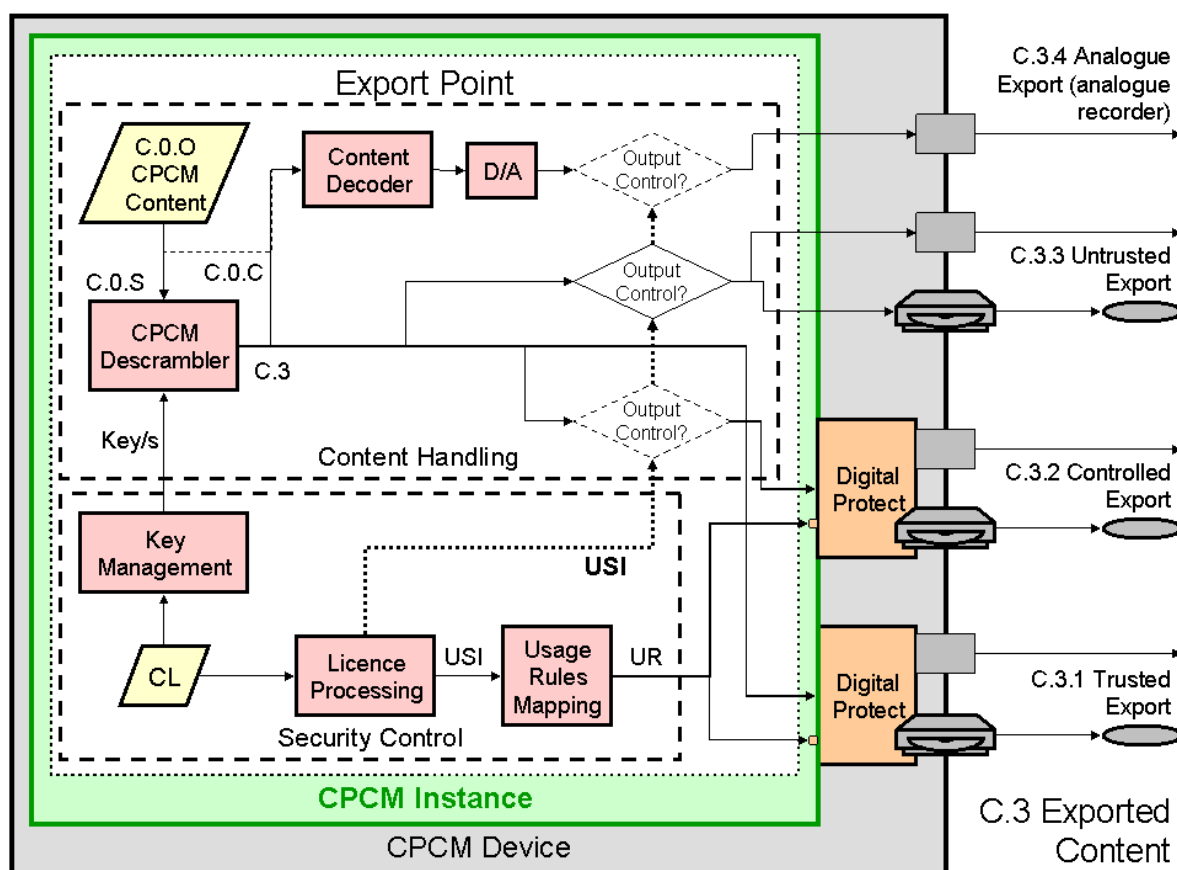 Export Point
C.0.O
CPCM
Content
Content
Decoder
D/A
Output
Control?
C.3.4 Analogue
Export (analogue
recorder)
C.0.S
C.0.C
Output
Control?
C.3.3 Untrusted
Export
CPCM
Descrambler
C.3
Output
Control?
Key/s
Content Handling
Digital
Protect
C.3.2 Controlled
Export
Key
Management
USI
CL
Licence
Processing
USI
Usage
Rules
Mapping
UR
Digital
Protect
C.3.1 Trusted
Export
Security Control
CPCM Instance
CPCM Device
C.3 Exported
Content